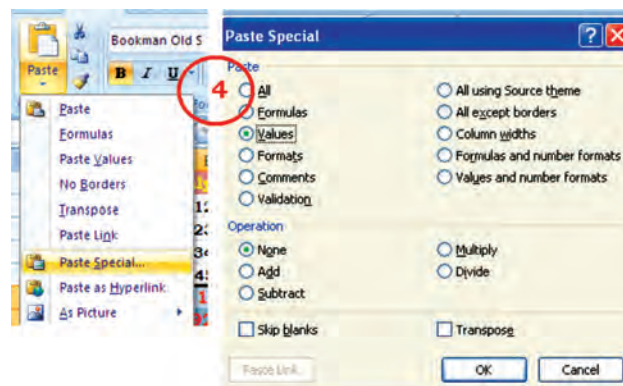 Bookman Old S
Paste
B I U
4
Paste
Formulas
Paste Values
No Borders
Transpose
Paste Link
Paste Special...
Paste as Hyperlink
As Picture
Paste Special
Paste
All
All using Source theme
Formulas
All except borders
Values
Column widths
Formats
Formulas and number formats
Comments
Values and number formats
Validation
Operation
None
Multiply
Add
Divide
Subtract
Skip blanks
Transpose
Paste Link
OK
Cancel